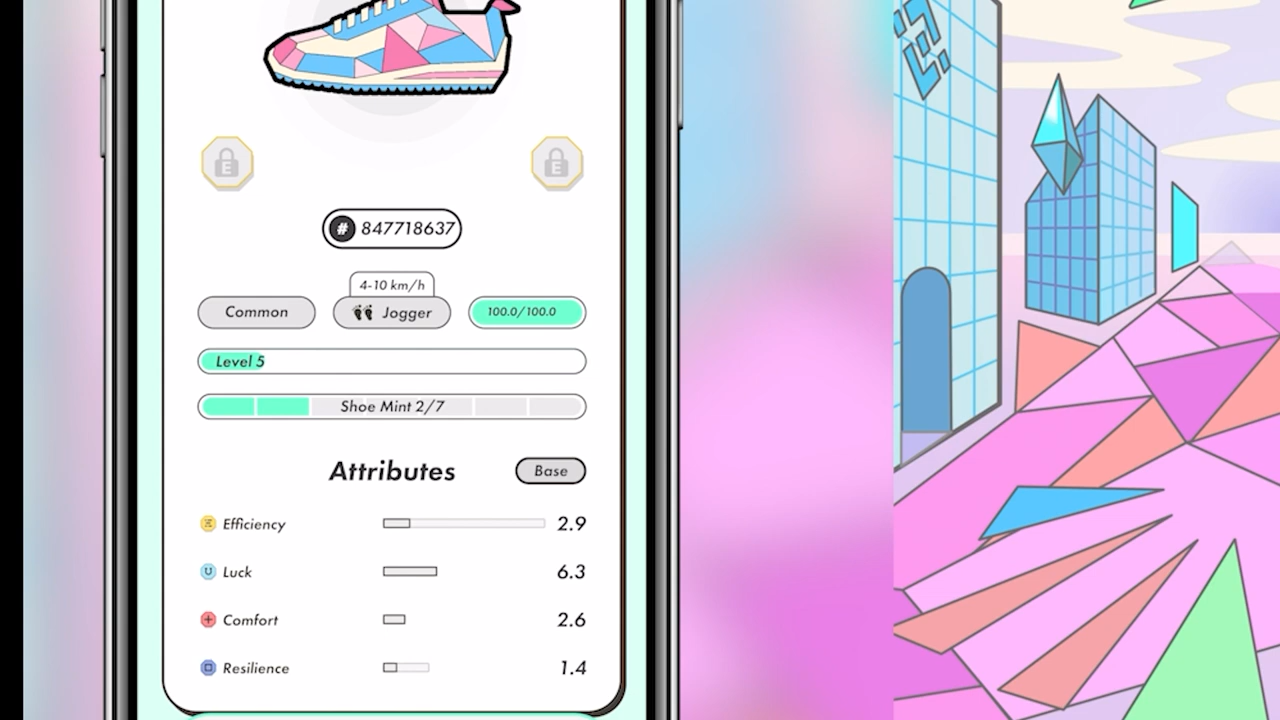 E E
# 847718637
4-10 km/h
Common Jogger 100.0/100.0
Level 5
Shoe Mint 2/7
Attributes Base
Efficiency 2.9
Luck 6.3
Comfort 2.6
Resilience 1.4